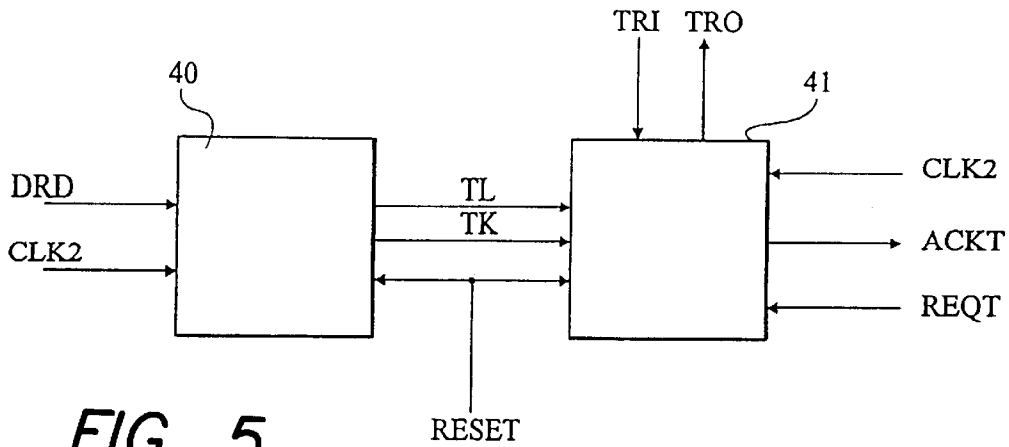 TRI TRO
40
41
DRD
CLK2
TL
TK
CLK2
ACKT
REQT
RESET
FIG. 5